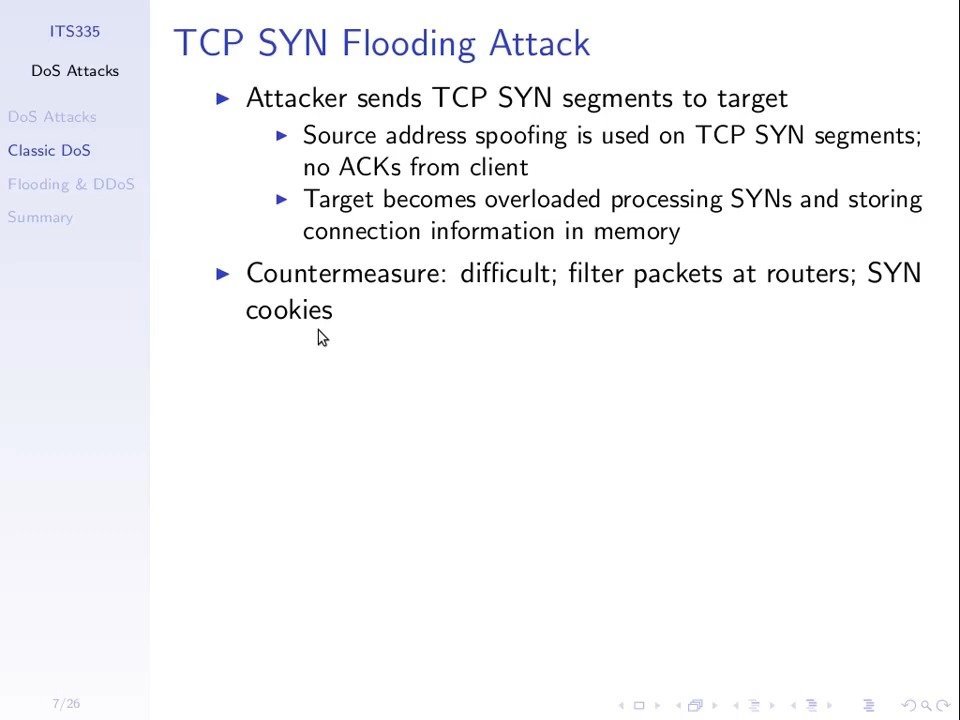 ITS335
DoS Attacks
DoS Attacks
Classic DoS
Flooding & DDoS
Summary
TCP SYN Flooding Attack
Attacker sends TCP SYN segments to target
Source address spoofing is used on TCP SYN segments;
no ACKs from client
Target becomes overloaded processing SYNs and storing
connection information in memory
Countermeasure: difficult; filter packets at routers; SYN
cookies
7/26